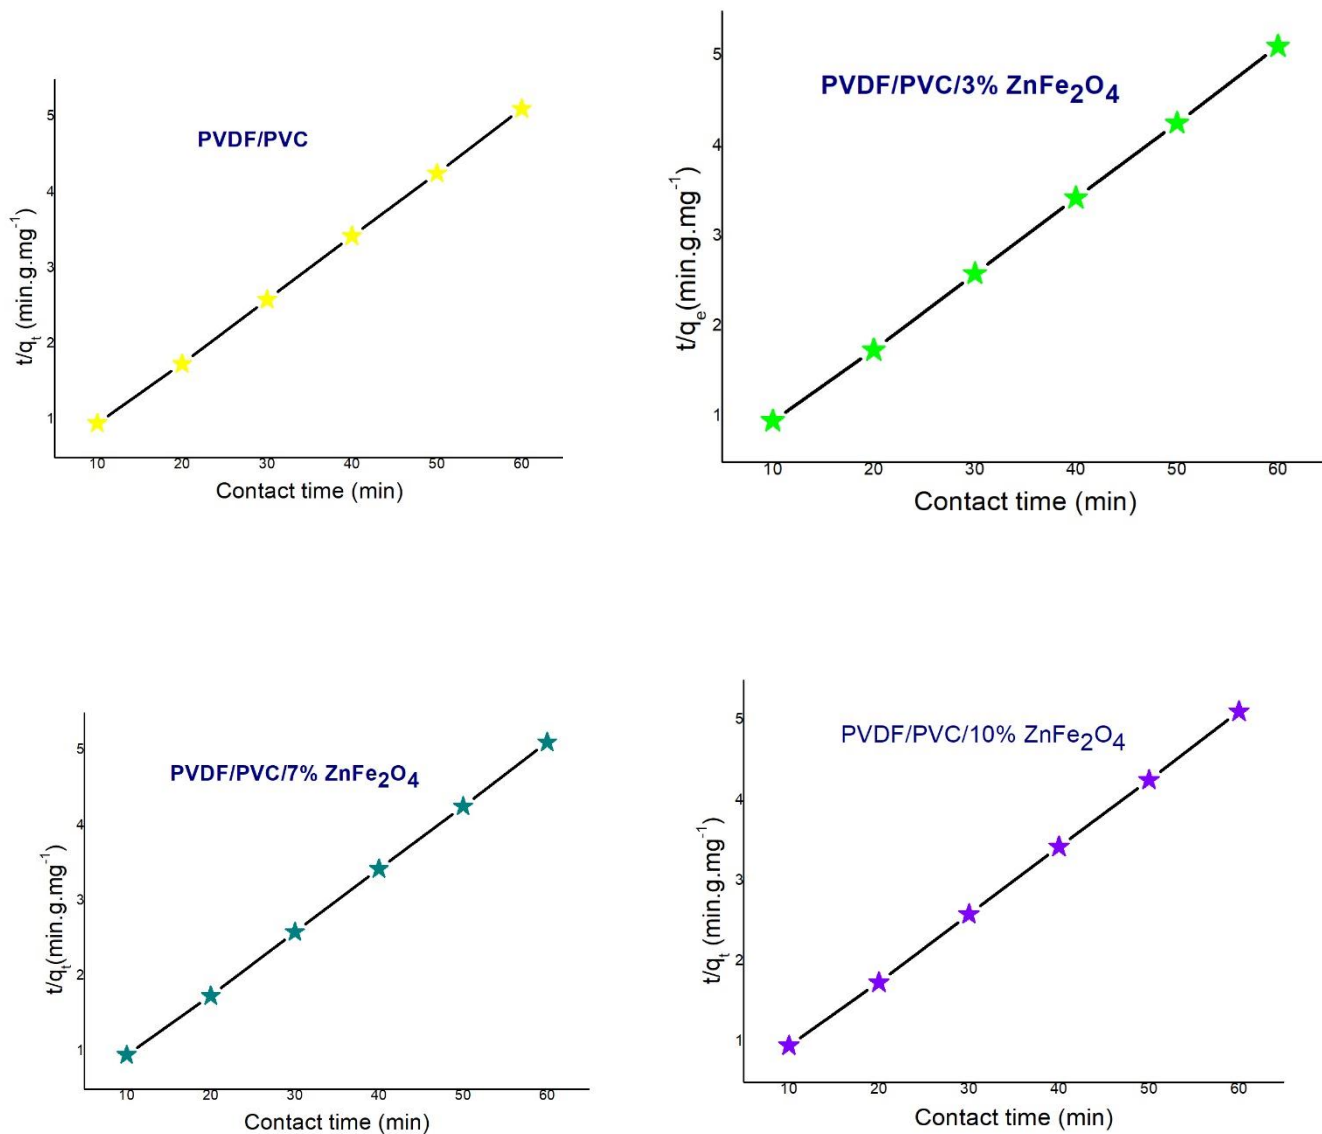 PVDF/PVC
5
4
3
2
1
t/qt (min.g.mg-1)
10 20 30 40 50 60
Contact time (min)
PVDF/PVC/3% ZnFe2O4
5
4
3
2
1
t/qe(min.g.mg-1)
10 20 30 40 50 60
Contact time (min)
PVDF/PVC/7% ZnFe2O4
5
4
3
2
1
t/qt(min.g.mg-1)
10 20 30 40 50 60
Contact time (min)
PVDF/PVC/10% ZnFe2O4
5
4
3
2
1
t/qt (min.g.mg-1)
10 20 30 40 50 60
Contact time (min)